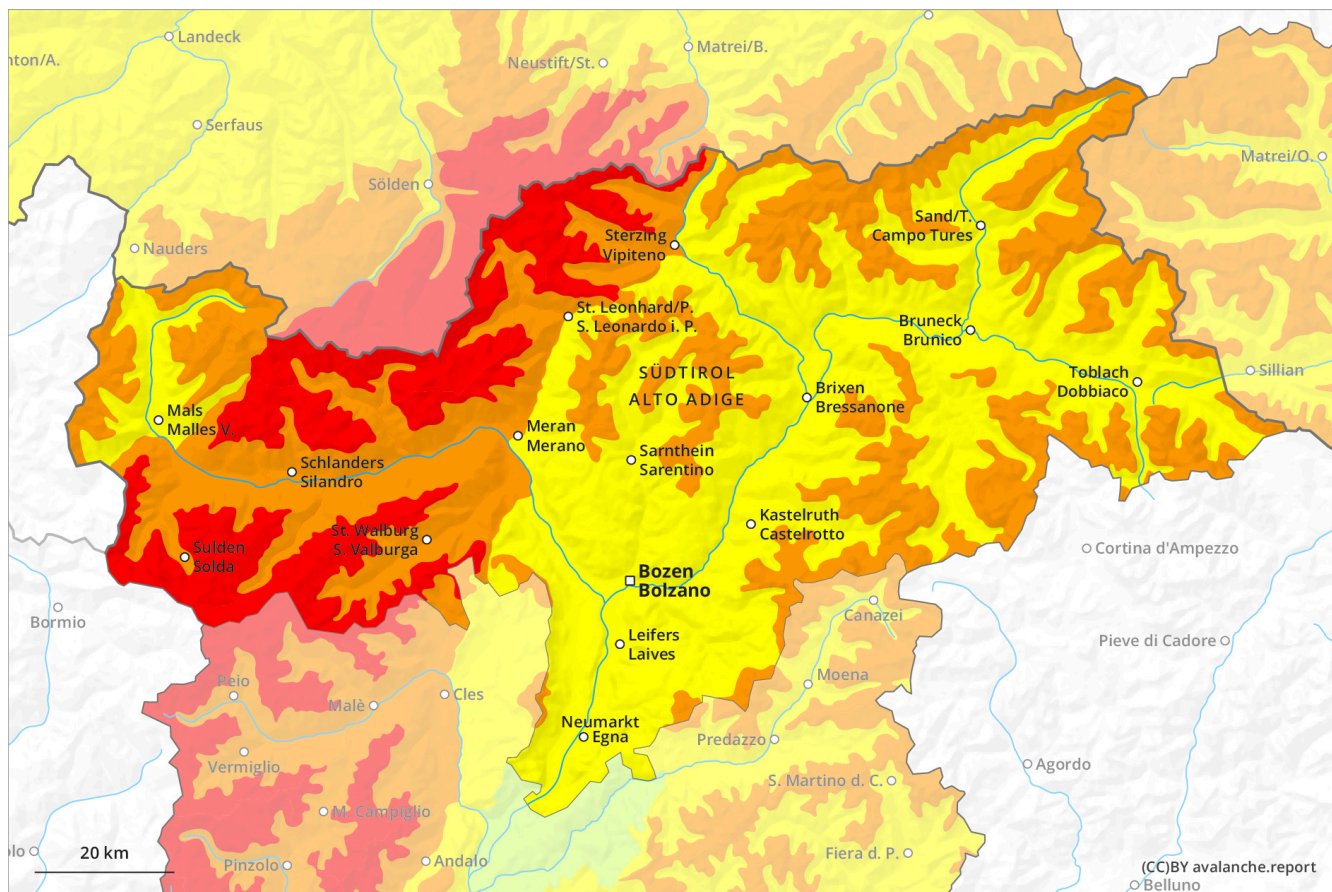 Landeck
Matrei/B.
nton/A.
Neustift/St.
Serfaus
Matrei/O.
Sölden
Sand/T.
Campo Tures
Sterzing
Vipiteno
Nauders
St. Leonhard/P.
S. Leonardo i. P.
Bruneck
Brunico
SÜDTIROL
ALTO ADIGE
Toblach
Dobbiaco
Sillian
Brixen
Bressanone
Mals
Malles V.
Meran
Merano
Sarnthein
Sarentino
Schlanders
Silandro
Kastelruth
Castelrotto
St. Walburg
S. Valburga
Sulden
Solda
Cortina d'Ampezzo
Bozen
Bolzano
Bormio
Canazei
Leifers
Laives
Pieve di Cadore
Peio
Cles
Moena
Malè
Neumarkt
Egna
Predazzo
Vermiglio
Agordo
S. Martino d. C.
M. Campiglio
olo
20 km
Pinzolo
Andalo
Fiera d. P.
(CC)BY avalanche.report
Belluno